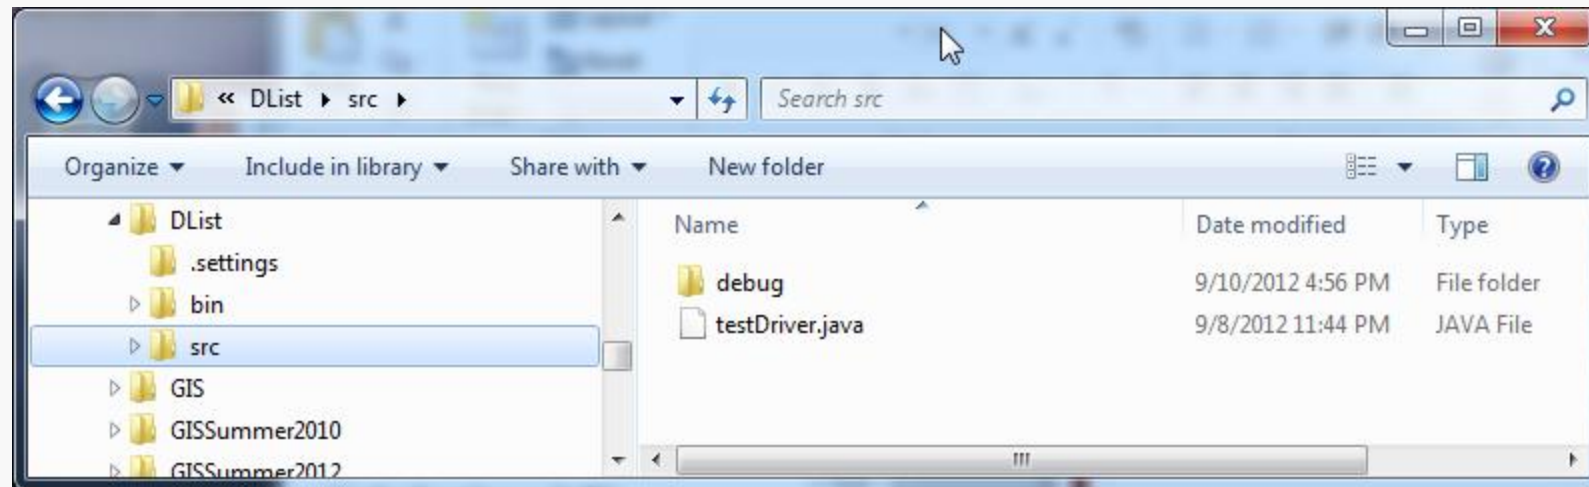 « DList ▸ src ▸ Search src
Organize Include in library Share with New folder
DList
.settings
bin
src
GIS
GISSummer2010
GISSummer2012
Name Date modified Type
debug 9/10/2012 4:56 PM File folder
testDriver.java 9/8/2012 11:44 PM JAVA File